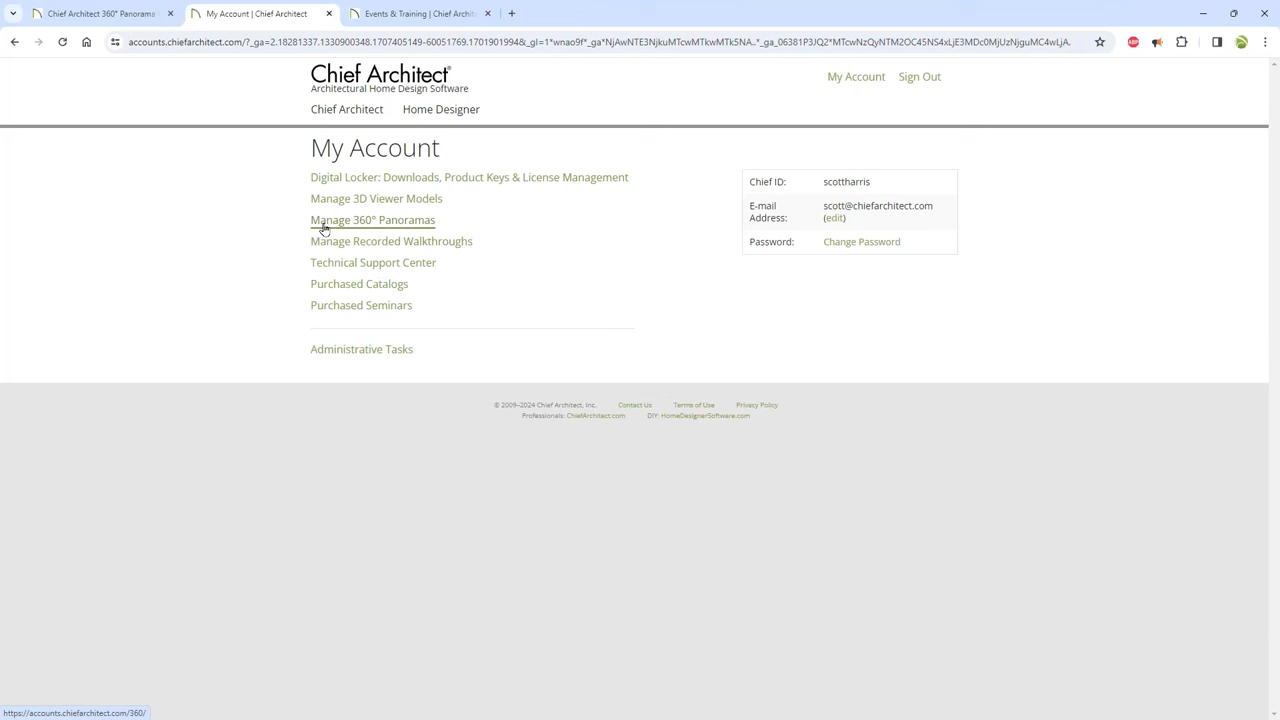 Chief Architect 360° Panorama
My Account | Chief Architect
Events & Training | Chief Archit
accounts.chiefarchitect.com/?_ga=2.18281337.1330900348.1707405149-60051769.1701901994&_gl=1*wnao9f*_ga*NjAwNTE3NjkuMTcwMTkwMTk5NA..*_ga_06381P3JQ2*MTcwNzQyNTM2OC45NS4xLjE3MDc0MjUzNjguMC4wLjA.
Chief Architect®
Architectural Home Design Software
My Account
Sign Out
Chief Architect
Home Designer
My Account
Digital Locker: Downloads, Product Keys & License Management
Manage 3D Viewer Models
Manage 360° Panoramas
Manage Recorded Walkthroughs
Technical Support Center
Purchased Catalogs
Purchased Seminars
Administrative Tasks
Chief ID: scottharris
E-mail scott@chiefarchitect.com
Address: (edit)
Password: Change Password
© 2009–2024 Chief Architect, Inc. Contact Us Terms of Use Privacy Policy
Professionals: ChiefArchitect.com DIY: HomeDesignerSoftware.com
https://accounts.chiefarchitect.com/360/